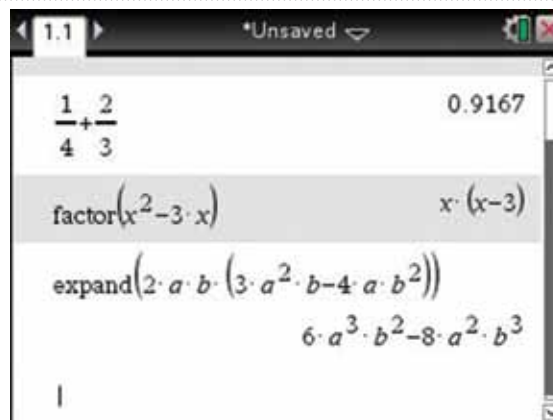 1.1 *Unsaved
1/4+2/3 0.9167
factor(x²-3·x) x·(x-3)
expand(2·a·b·(3·a²·b-4·a·b²))
6·a³·b²-8·a²·b³